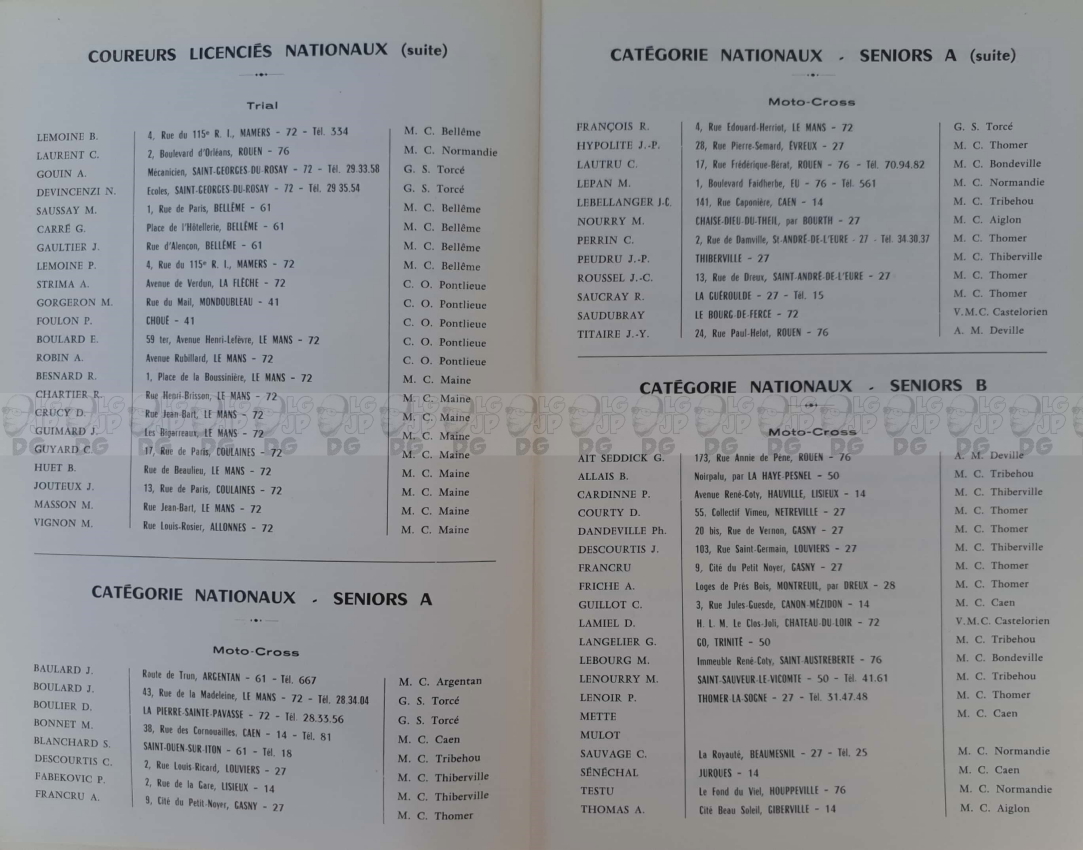 COUREURS LICENCIÉS NATIONAUX (suite)
Trial
LEMOINE B. 4, Rue du 115e R. I., MAMERS - 72 - Tél. 334 M. C. Bellême
LAURENT C. 2, Boulevard d'Orléans, ROUEN - 76 M. C. Normandie
GOUIN A. Mécanicien, SAINT-GEORGES-DU-ROSAY - 72 - Tél. 29.33.58 G. S. Torcé
DEVINCENZI N. Ecoles, SAINT-GEORGES-DU-ROSAY - 72 - Tél. 29 35.54 G. S. Torcé
SAUSSAY M. 1, Rue de Paris, BELLÊME - 61 M. C. Bellême
CARRÉ G. Place de l'Hôtellerie, BELLÊME - 61 M. C. Bellême
GAULTIER J. Rue d'Alençon, BELLÊME - 61 M. C. Bellême
LEMOINE P. 4, Rue du 115e R. I., MAMERS - 72 M. C. Bellême
STRIMA A. Avenue de Verdun, LA FLÈCHE - 72 C. O. Pontlieue
GORGERON M. Rue du Mail, MONDOUBLEAU - 41 C. O. Pontlieue
FOULON P. CHOUÉ - 41 C. O. Pontlieue
BOULARD E. 59 ter, Avenue Henri-Lefèvre, LE MANS - 72 C. O. Pontlieue
ROBIN A. Avenue Rubillard, LE MANS - 72 C. O. Pontlieue
BESNARD R. 1, Place de la Boussinière, LE MANS - 72 M. C. Maine
CHARTIER R. Rue Henri-Brisson, LE MANS - 72 M. C. Maine
CRUCY D. Rue Jean-Bart, LE MANS - 72 M. C. Maine
GUIMARD J. Les Bigarreaux, LE MANS - 72 M. C. Maine
GUYARD C. 17, Rue de Paris, COULAINES - 72 M. C. Maine
HUET B. Rue de Beaulieu, LE MANS - 72 M. C. Maine
JOUTEUX J. 13, Rue de Paris, COULAINES - 72 M. C. Maine
MASSON M. Rue Jean-Bart, LE MANS - 72 M. C. Maine
VIGNON M. Rue Louis-Rosier, ALLONNES - 72 M. C. Maine
CATÉGORIE NATIONAUX - SENIORS A
Moto-Cross
BAULARD J. Route de Trun, ARGENTAN - 61 - Tél. 667 M. C. Argentan
BOULARD J. 43, Rue de la Madeleine, LE MANS - 72 - Tél. 28.34.04 G. S. Torcé
BOULIER D. LA PIERRE-SAINTE-PAVASSE - 72 - Tél. 28.33.56 G. S. Torcé
BONNET M. 38, Rue des Cornouailles, CAEN - 14 - Tél. 81 M. C. Caen
BLANCHARD S. SAINT-OUEN-SUR-ITON - 61 - Tél. 18 M. C. Tribehou
DESCOURTIS C. 2, Rue Louis-Ricard, LOUVIERS - 27 M. C. Thiberville
FABEKOVIC P. 2, Rue de la Gare, LISIEUX - 14 M. C. Thiberville
FRANCRU A. 9, Cité du Petit-Noyer, GASNY - 27 M. C. Thomer
CATÉGORIE NATIONAUX - SENIORS A (suite)
Moto-Cross
FRANÇOIS R. 4, Rue Edouard-Herriot, LE MANS - 72 G. S. Torcé
HYPOLITE J.-P. 28, Rue Pierre-Semard, ÉVREUX - 27 M. C. Thomer
LAUTRU C. 17, Rue Frédérique-Bérat, ROUEN - 76 - Tél. 70.94.82 M. C. Bondeville
LEPAN M. 1, Boulevard Faidherbe, EU - 76 - Tél. 561 M. C. Normandie
LEBELLANGER J-C. 141, Rue Caponière, CAEN - 14 M. C. Tribehou
NOURRY M. CHAISE-DIEU-DU-THEIL, par BOURTH - 27 M. C. Aiglon
PERRIN C. 2, Rue de Damville, St-ANDRÉ-DE-L'EURE - 27 - Tél. 34.30.37 M. C. Thomer
PEUDRU J.-P. THIBERVILLE - 27 M. C. Thiberville
ROUSSEL J.-C. 13, Rue de Dreux, SAINT-ANDRÉ-DE-L'EURE - 27 M. C. Thomer
SAUCRAY R. LA GUÉROULDE - 27 - Tél. 15 M. C. Thomer
SAUDUBRAY LE BOURG-DE-FERCE - 72 V.M.C. Castelorien
TITAIRE J.-Y. 24, Rue Paul-Helot, ROUEN - 76 A. M. Deville
CATÉGORIE NATIONAUX - SENIORS B
Moto-Cross
AIT SEDDICK G. 173, Rue Annie de Pène, ROUEN - 76 A. M. Deville
ALLAIS B. Noirpalu, par LA HAYE-PESNEL - 50 M. C. Tribehou
CARDINNE P. Avenue René-Coty, HAUVILLE, LISIEUX - 14 M. C. Thiberville
COURTY D. 55, Collectif Vimeu, NETREVILLE - 27 M. C. Thomer
DANDEVILLE Ph. 20 bis, Rue de Vernon, GASNY - 27 M. C. Thomer
DESCOURTIS J. 103, Rue Saint-Germain, LOUVIERS - 27 M. C. Thiberville
FRANCRU 9, Cité du Petit Noyer, GASNY - 27 M. C. Thomer
FRICHE A. Loges de Près Bois, MONTREUIL, par DREUX - 28 M. C. Thomer
GUILLOT C. 3, Rue Jules-Guesde, CANON-MÉZIDON - 14 M. C. Caen
LAMIEL D. H. L. M. Le Clos-Joli, CHATEAU-DU-LOIR - 72 V.M.C. Castelorien
LANGELIER G. GO, TRINITÉ - 50 M. C. Tribehou
LEBOURG M. Immeuble René-Coty, SAINT-AUSTREBERTE - 76 M. C. Bondeville
LENOURRY M. SAINT-SAUVEUR-LE-VICOMTE - 50 - Tél. 41.61 M. C. Tribehou
LENOIR P. THOMER-LA-SOGNE - 27 - Tél. 31.47.48 M. C. Thomer
METTE M. C. Caen
MULOT
SAUVAGE C. La Royauté, BEAUMESNIL - 27 - Tél. 25 M. C. Normandie
SÉNÉCHAL JURQUES - 14 M. C. Caen
TESTU Le Fond du Viel, HOUPPEVILLE - 76 M. C. Normandie
THOMAS A. Cité Beau Soleil, GIBERVILLE - 14 M. C. Aiglon